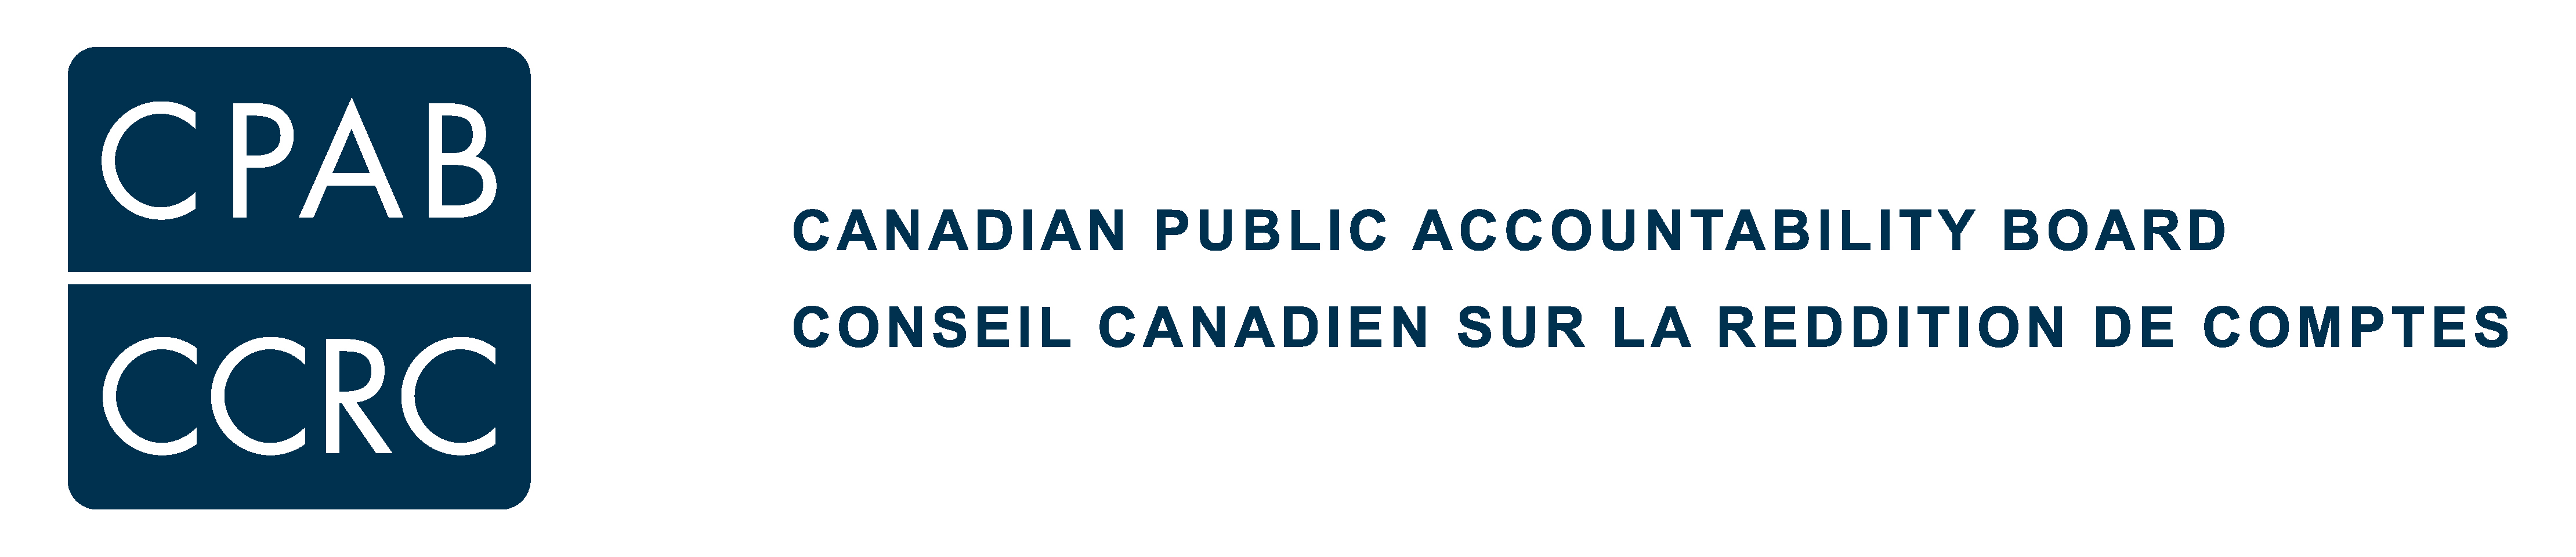 CPAB
CCRC
CANADIAN PUBLIC ACCOUNTABILITY BOARD
CONSEIL CANADIEN SUR LA REDDITION DE COMPTES